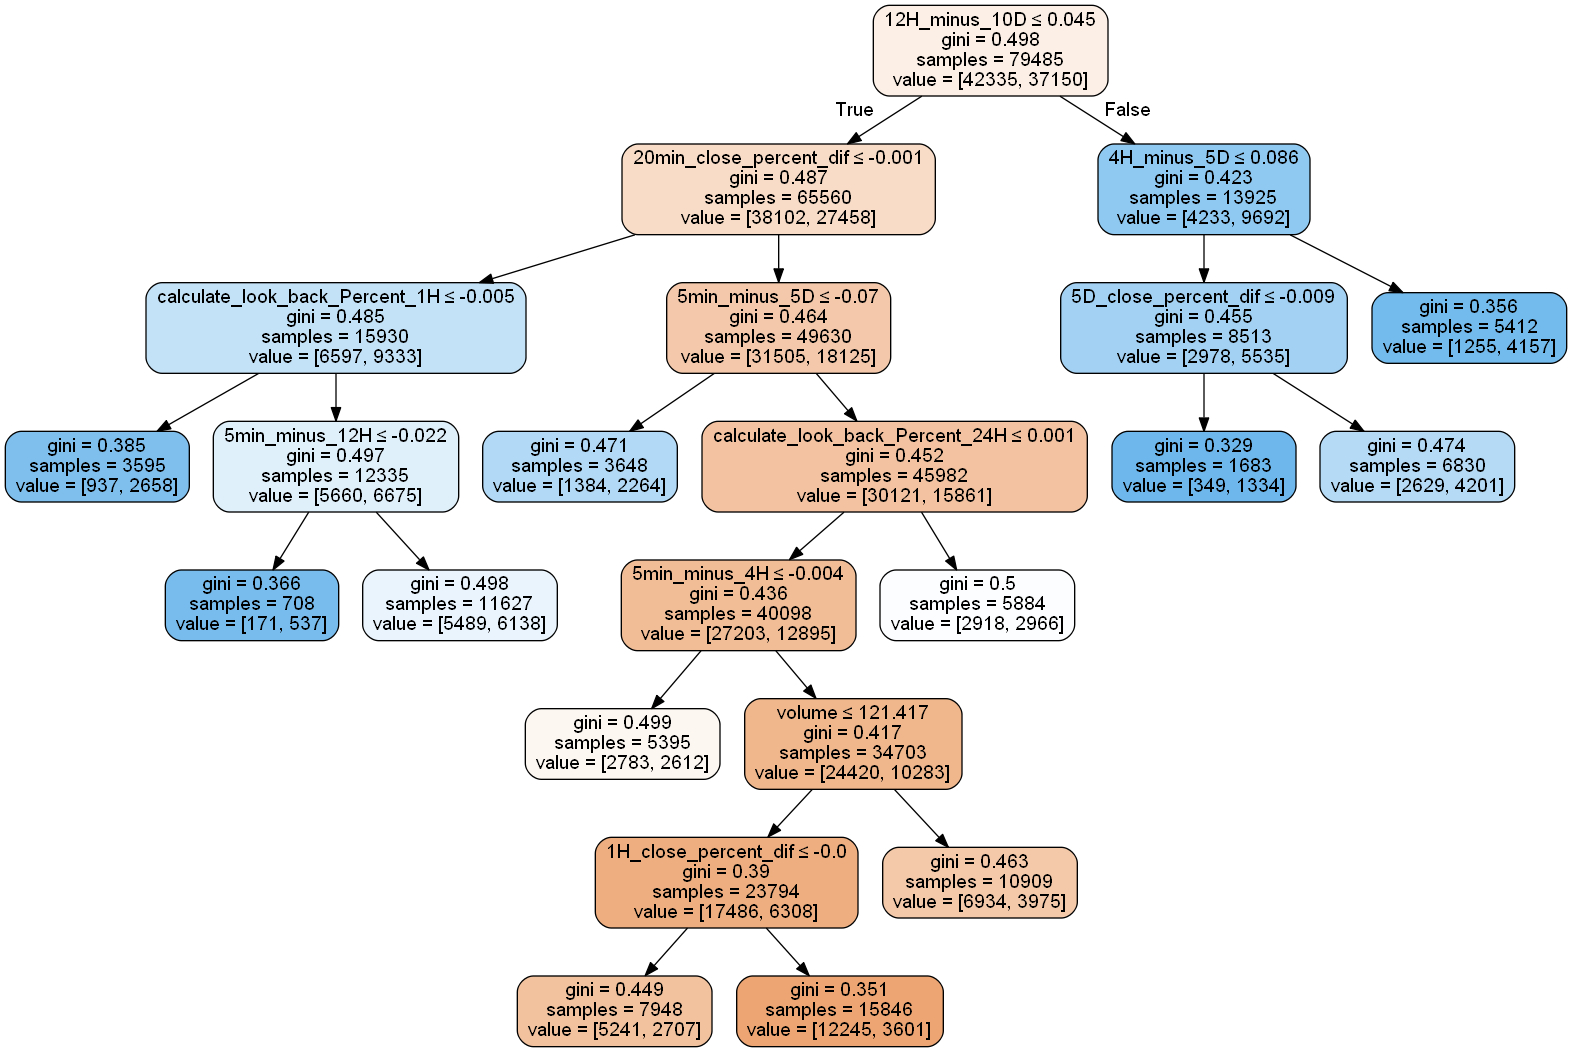 12H_minus_10D ≤ 0.045
gini = 0.498
samples = 79485
value = [42335, 37150]
True
False
20min_close_percent_dif ≤ -0.001
gini = 0.487
samples = 65560
value = [38102, 27458]
4H_minus_5D ≤ 0.086
gini = 0.423
samples = 13925
value = [4233, 9692]
calculate_look_back_Percent_1H ≤ -0.005
gini = 0.485
samples = 15930
value = [6597, 9333]
5min_minus_5D ≤ -0.07
gini = 0.464
samples = 49630
value = [31505, 18125]
5D_close_percent_dif ≤ -0.009
gini = 0.455
samples = 8513
value = [2978, 5535]
gini = 0.356
samples = 5412
value = [1255, 4157]
gini = 0.385
samples = 3595
value = [937, 2658]
5min_minus_12H ≤ -0.022
gini = 0.497
samples = 12335
value = [5660, 6675]
gini = 0.471
samples = 3648
value = [1384, 2264]
calculate_look_back_Percent_24H ≤ 0.001
gini = 0.452
samples = 45982
value = [30121, 15861]
gini = 0.329
samples = 1683
value = [349, 1334]
gini = 0.474
samples = 6830
value = [2629, 4201]
gini = 0.366
samples = 708
value = [171, 537]
gini = 0.498
samples = 11627
value = [5489, 6138]
5min_minus_4H ≤ -0.004
gini = 0.436
samples = 40098
value = [27203, 12895]
gini = 0.5
samples = 5884
value = [2918, 2966]
gini = 0.499
samples = 5395
value = [2783, 2612]
volume ≤ 121.417
gini = 0.417
samples = 34703
value = [24420, 10283]
1H_close_percent_dif ≤ -0.0
gini = 0.39
samples = 23794
value = [17486, 6308]
gini = 0.463
samples = 10909
value = [6934, 3975]
gini = 0.449
samples = 7948
value = [5241, 2707]
gini = 0.351
samples = 15846
value = [12245, 3601]